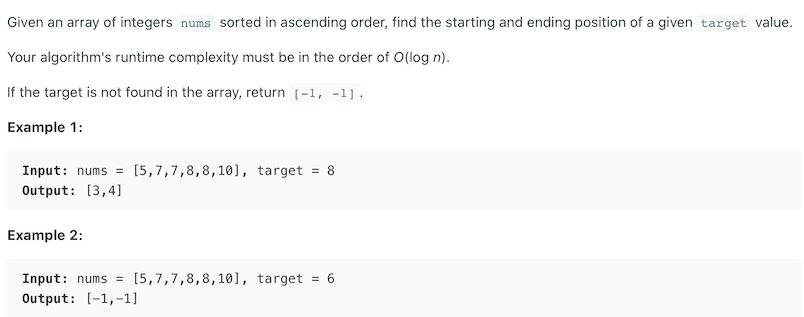 Given an array of integers nums sorted in ascending order, find the starting and ending position of a given target value.
Your algorithm's runtime complexity must be in the order of O(log n).
If the target is not found in the array, return [-1, -1].
Example 1:
Input: nums = [5,7,7,8,8,10], target = 8
Output: [3,4]
Example 2:
Input: nums = [5,7,7,8,8,10], target = 6
Output: [-1,-1]